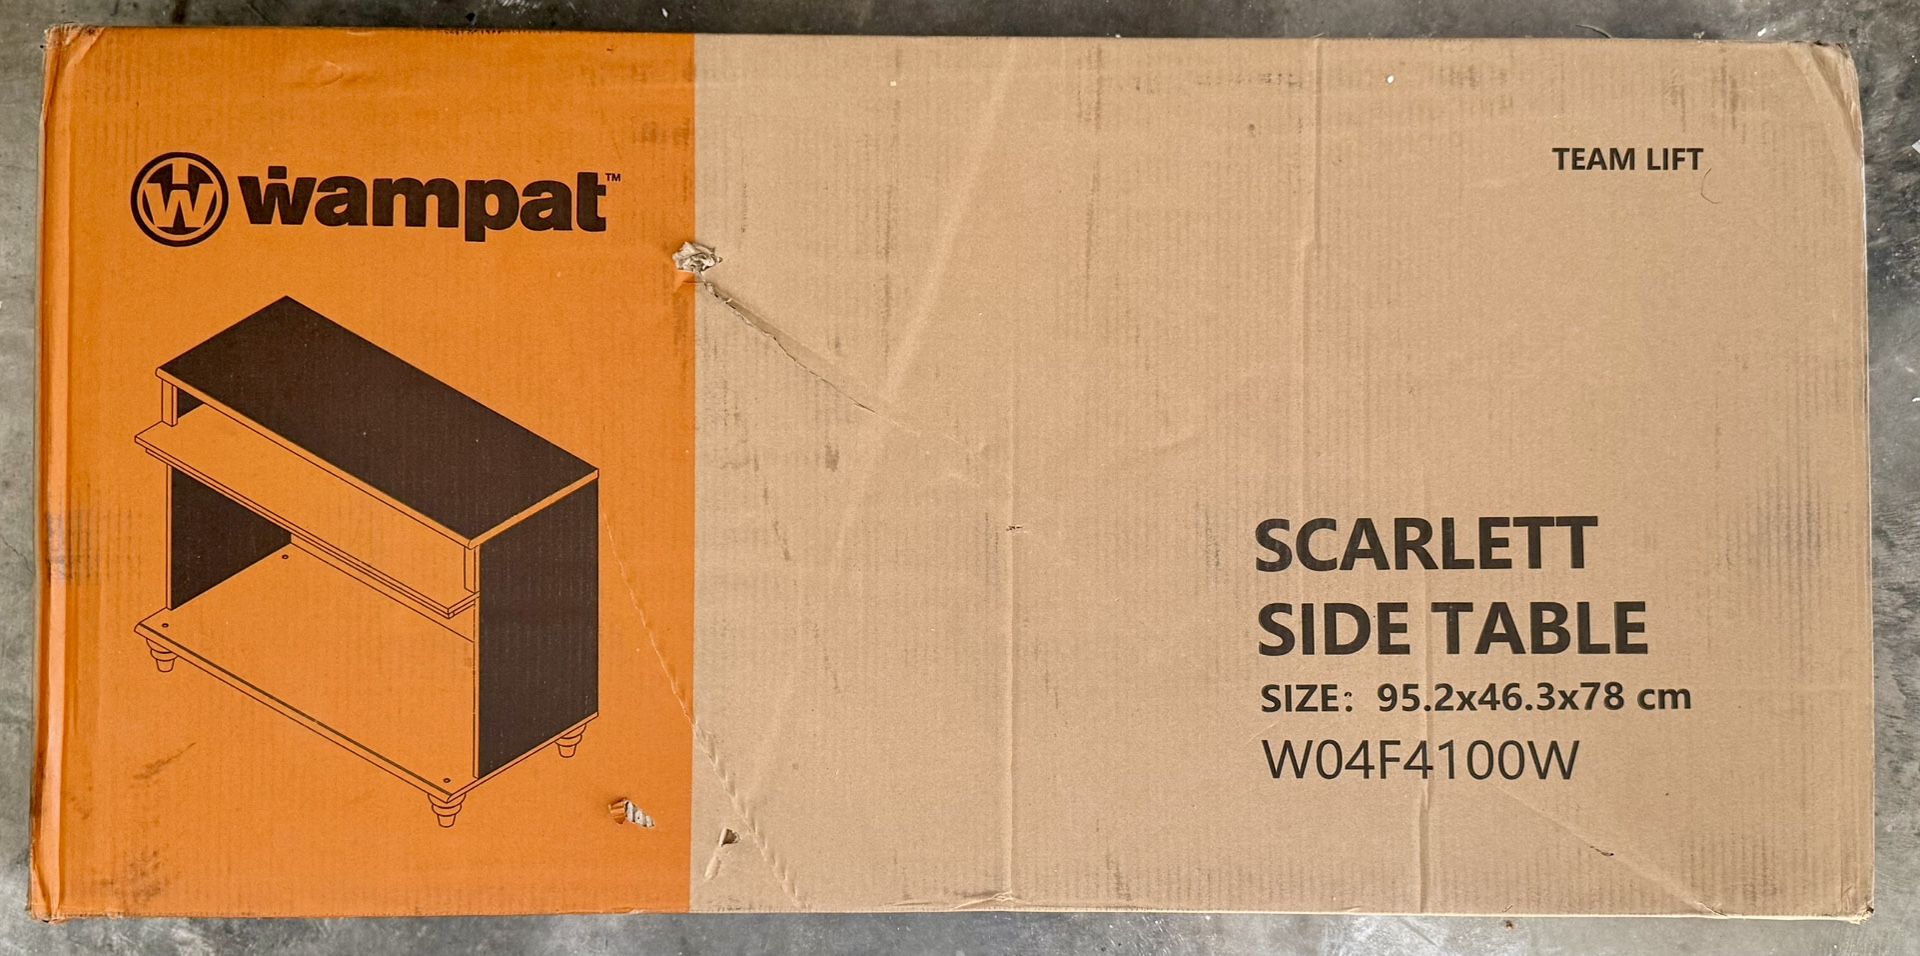 W wampat™
TEAM LIFT
SCARLETT
SIDE TABLE
SIZE: 95.2x46.3x78 cm
W04F4100W